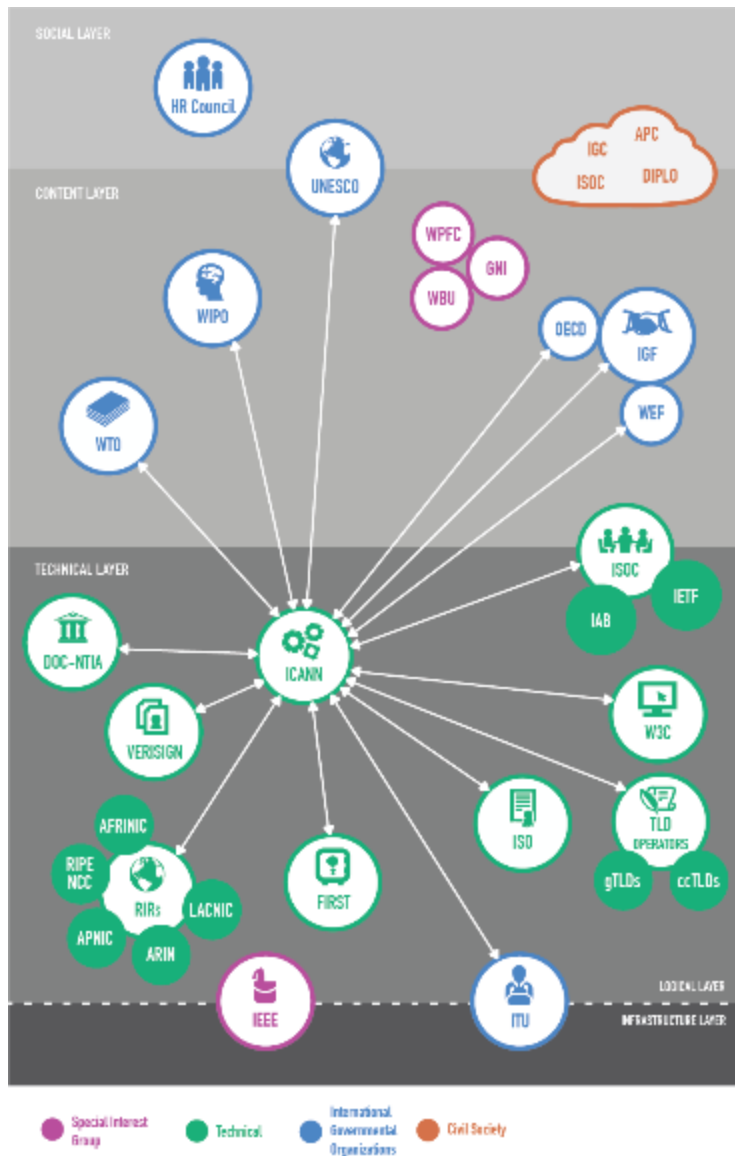 SOCIAL LAYER
HR Council
UNESCO
APC
IGC
ISOC
DIPLO
CONTENT LAYER
WPFC
GNI
WBU
WIPO
OECD
IGF
WEF
WTO
TECHNICAL LAYER
ISOC
IAB
IETF
DOC-NTIA
ICANN
VERISIGN
W3C
AFRINIC
RIPE
NCC
RIRs
LACNIC
APNIC
ARIN
FIRST
ISO
TLD
OPERATORS
gTLDs
ccTLDs
IEEE
ITU
LOGICAL LAYER
INFRASTRUCTURE LAYER
Special Interest
Group
Technical
International
Governmental
Organizations
Civil Society